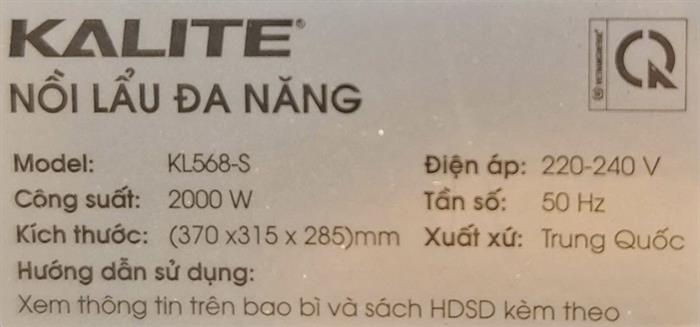 KALITE®
NỒI LẨU ĐA NĂNG
Model: KL568-S Điện áp: 220-240 V
Công suất: 2000 W Tần số: 50 Hz
Kích thước: (370 x315 x 285)mm Xuất xứ: Trung Quốc
Hướng dẫn sử dụng:
Xem thông tin trên bao bì và sách HDSD kèm theo